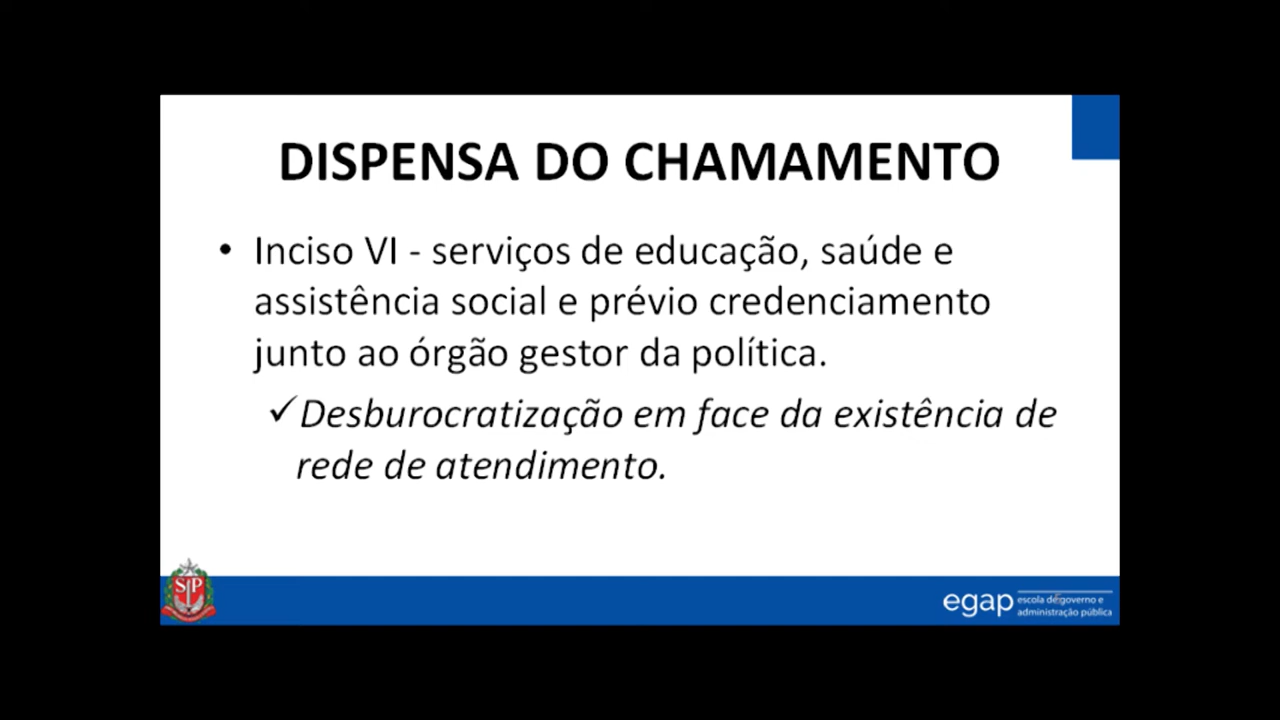 DISPENSA DO CHAMAMENTO
• Inciso VI - serviços de educação, saúde e
assistência social e prévio credenciamento
junto ao órgão gestor da política.
✓Desburocratização em face da existência de
rede de atendimento.
SP
egap
escola de governo e
administração pública